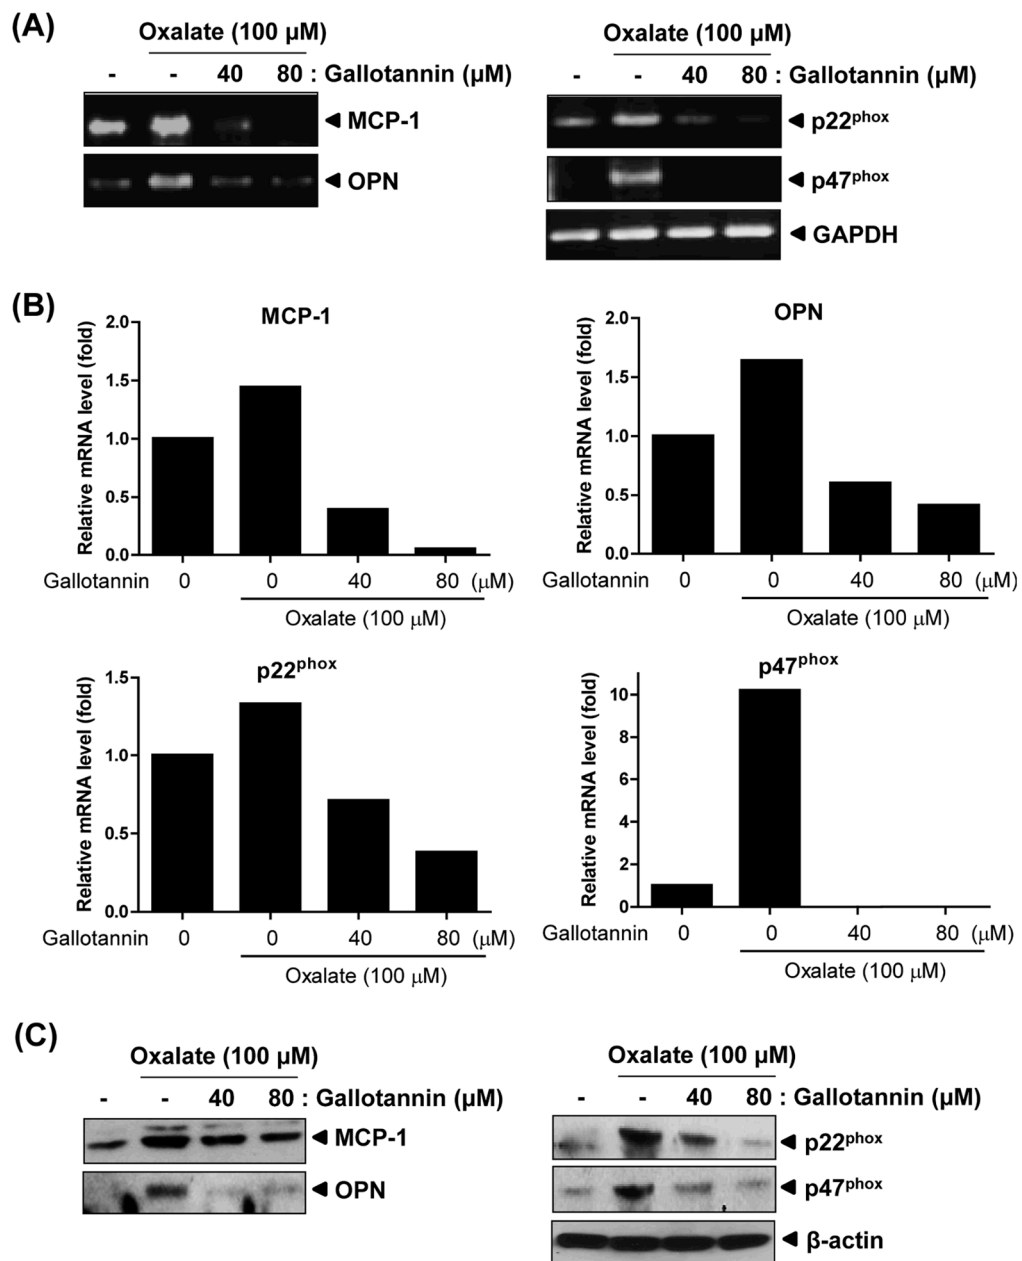 (A)
Oxalate (100 µM)
- - 40 80 : Gallotannin (µM)
MCP-1
OPN
Oxalate (100 µM)
- - 40 80 : Gallotannin (µM)
p22phox
p47phox
GAPDH
(B)
MCP-1
Relative mRNA level (fold)
2.0
1.5
1.0
0.5
0.0
Gallotannin 0 0 40 80 (µM)
Oxalate (100 µM)
OPN
Relative mRNA level (fold)
2.0
1.5
1.0
0.5
0.0
0 0 40 80 (µM)
Oxalate (100 µM)
p22phox
Relative mRNA level (fold)
1.5
1.0
0.5
0.0
Gallotannin 0 0 40 80 (µM)
Oxalate (100 µM)
p47phox
Relative mRNA level (fold)
10
8
6
4
2
0
Gallotannin 0 0 40 80 (µM)
Oxalate (100 µM)
(C)
Oxalate (100 µM)
- - 40 80 : Gallotannin (µM)
MCP-1
OPN
Oxalate (100 µM)
- - 40 80 : Gallotannin (µM)
p22phox
p47phox
β-actin